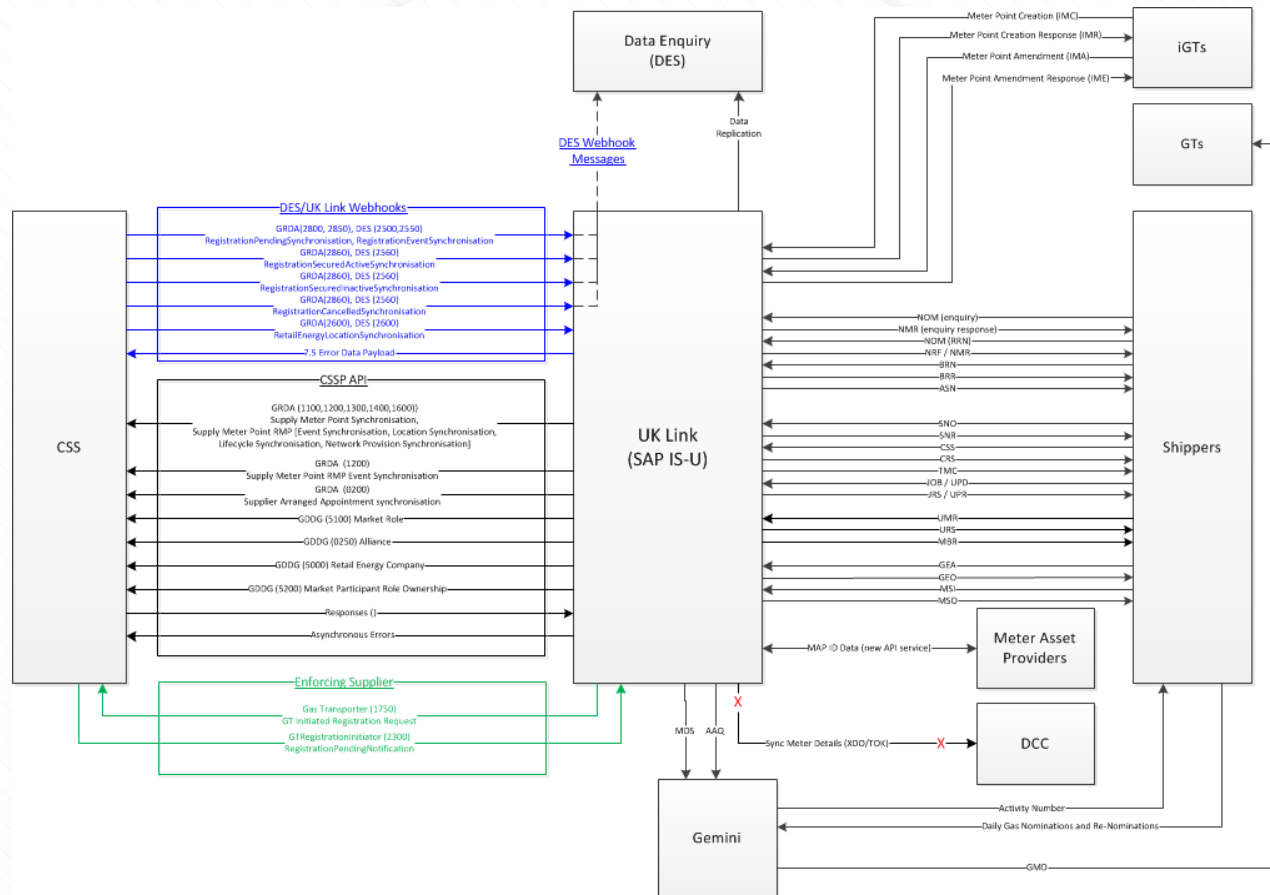 Meter Point Creation (IMC)
Meter Point Creation Response (IMR)
Meter Point Amendment (IMA)
Meter Point Amendment Response (IME)
Data Enquiry
(DES)
iGTs
GTs
Data
Replication
DES Webhook
Messages
DES/UK Link Webhooks
GRDA(2800, 2850), DES (2500,2550)
RegistrationPendingSynchronisation, RegistrationEventSynchronisation
GRDA(2860), DES (2560)
RegistrationSecuredActiveSynchronisation
GRDA(2860), DES (2560)
RegistrationSecuredInactiveSynchronisation
GRDA(2860), DES (2560)
RegistrationCancelledSynchronisation
GRDA(2600), DES (2600)
RetailEnergyLocationSynchronisation
7.5 Error Data Payload
CSSP API
GRDA (1100,1200,1300,1400,1600))
Supply Meter Point Synchronisation,
Supply Meter Point RMP [Event Synchronisation, Location Synchronisation,
Lifecycle Synchronisation, Network Provision Synchronisation]
GRDA (1200)
Supply Meter Point RMP Event Synchronisation
GRDA (0200)
Supplier Arranged Appointment synchronisation
GDDG (5100) Market Role
GDDG (0250) Alliance
GDDG (5000) Retail Energy Company
GDDG (5200) Market Participant Role Ownership
Responses ()
Asynchronous Errors
CSS
UK Link
(SAP IS-U)
Shippers
NOM (enquiry)
NMR (enquiry response)
NOM (RRN)
NRF / NMR
BRN
BRR
ASN
SNO
SNR
CSS
CRS
TMC
JOB / UPD
JRS / UPR
UMR
URS
MBR
GEA
GEO
MSI
MSO
Meter Asset
Providers
MAP ID Data (new API service)
Enforcing Supplier
Gas Transporter (1750)
GT Initiated Registration Request
GTRegistrationInitiator (2300)
RegistrationPendingNotification
X
MDS
AAQ
Sync Meter Details (XDO/TOK)
X
DCC
Gemini
Activity Number
Daily Gas Nominations and Re-Nominations
GMD